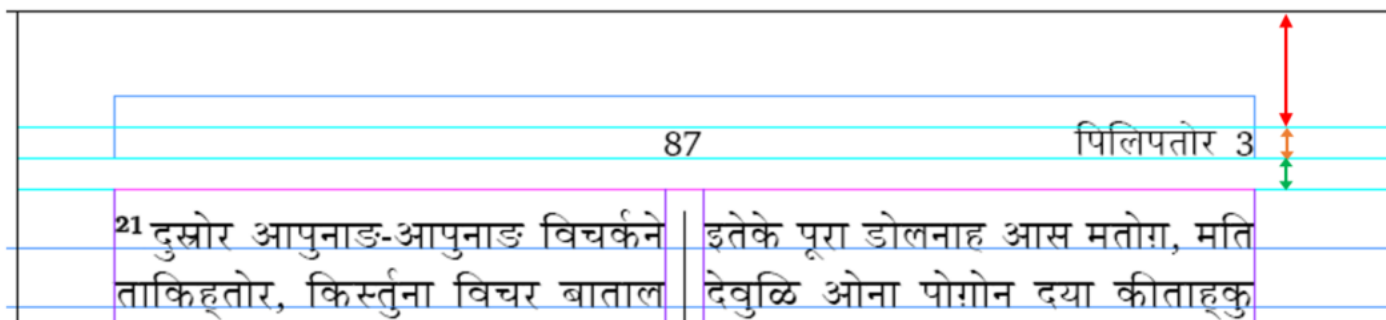 87 पिलिपतोर 3
21 दुस्रोर आपुनाङ-आपुनाङ विचर्कने
ताकिह्तोर, किर्स्तुना विचर बाताल
इतेके पूरा डोलनाह आस मतोग़, मति
देवुळि ओना पोग़ोन दया कीताह्कु